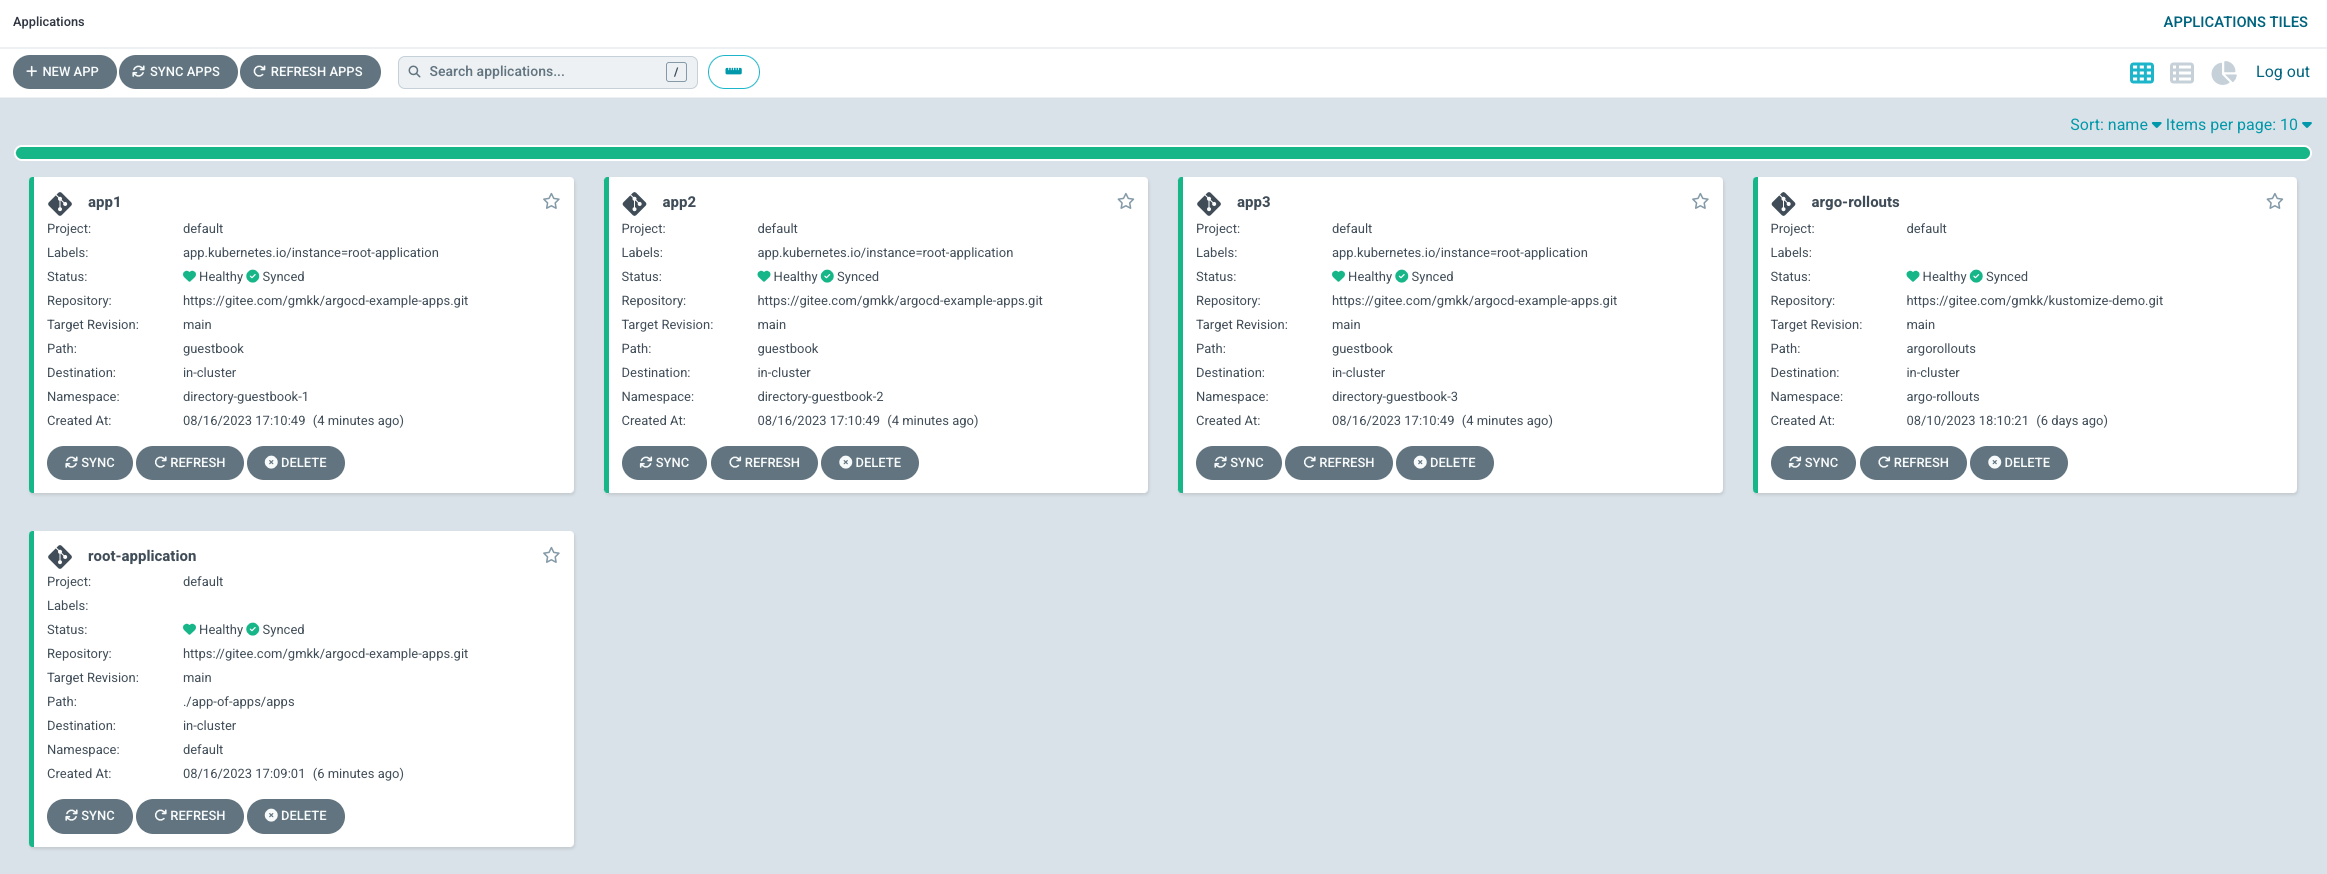 Applications
APPLICATIONS TILES
NEW APP
SYNC APPS
REFRESH APPS
Search applications...
/
Log out
Sort: name
Items per page: 10
app1
Project: default
Labels: app.kubernetes.io/instance=root-application
Status: Healthy Synced
Repository: https://gitee.com/gmkk/argocd-example-apps.git
Target Revision: main
Path: guestbook
Destination: in-cluster
Namespace: directory-guestbook-1
Created At: 08/16/2023 17:10:49 (4 minutes ago)
SYNC REFRESH DELETE
app2
Project: default
Labels: app.kubernetes.io/instance=root-application
Status: Healthy Synced
Repository: https://gitee.com/gmkk/argocd-example-apps.git
Target Revision: main
Path: guestbook
Destination: in-cluster
Namespace: directory-guestbook-2
Created At: 08/16/2023 17:10:49 (4 minutes ago)
SYNC REFRESH DELETE
app3
Project: default
Labels: app.kubernetes.io/instance=root-application
Status: Healthy Synced
Repository: https://gitee.com/gmkk/argocd-example-apps.git
Target Revision: main
Path: guestbook
Destination: in-cluster
Namespace: directory-guestbook-3
Created At: 08/16/2023 17:10:49 (4 minutes ago)
SYNC REFRESH DELETE
argo-rollouts
Project: default
Labels:
Status: Healthy Synced
Repository: https://gitee.com/gmkk/kustomize-demo.git
Target Revision: main
Path: argorollouts
Destination: in-cluster
Namespace: argo-rollouts
Created At: 08/10/2023 18:10:21 (6 days ago)
SYNC REFRESH DELETE
root-application
Project: default
Labels:
Status: Healthy Synced
Repository: https://gitee.com/gmkk/argocd-example-apps.git
Target Revision: main
Path: ./app-of-apps/apps
Destination: in-cluster
Namespace: default
Created At: 08/16/2023 17:09:01 (6 minutes ago)
SYNC REFRESH DELETE